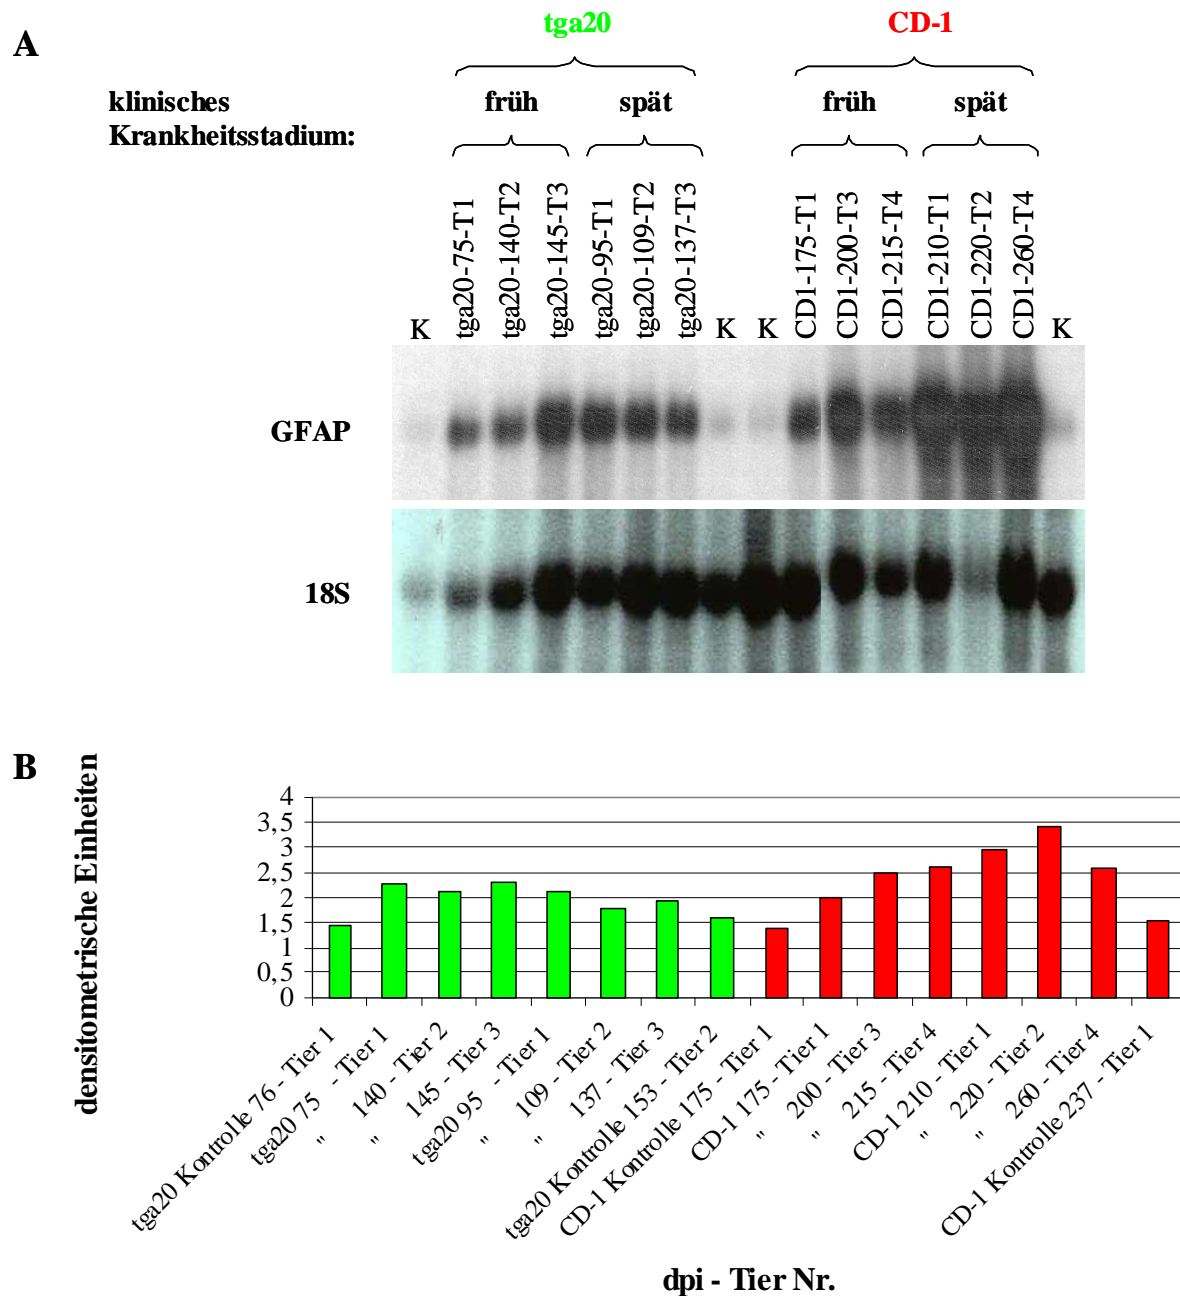 A
tga20
CD-1
klinisches
Krankheitsstadium:
früh
spät
früh
spät
K
tga20-75-T1
tga20-140-T2
tga20-145-T3
tga20-95-T1
tga20-109-T2
tga20-137-T3
K
K
CD1-175-T1
CD1-200-T3
CD1-215-T4
CD1-210-T1
CD1-220-T2
CD1-260-T4
K
GFAP
18S
B
densitometrische Einheiten
4
3,5
3
2,5
2
1,5
1
0,5
0
tga20 Kontrolle 76 - Tier 1
tga20 75 - Tier 1
" 140 - Tier 2
" 145 - Tier 3
tga20 95 - Tier 1
" 109 - Tier 2
" 137 - Tier 3
tga20 Kontrolle 153 - Tier 2
CD-1 Kontrolle 175 - Tier 1
CD-1 175 - Tier 1
" 200 - Tier 3
" 215 - Tier 4
CD-1 210 - Tier 1
" 220 - Tier 2
" 260 - Tier 4
CD-1 Kontrolle 237 - Tier 1
dpi - Tier Nr.